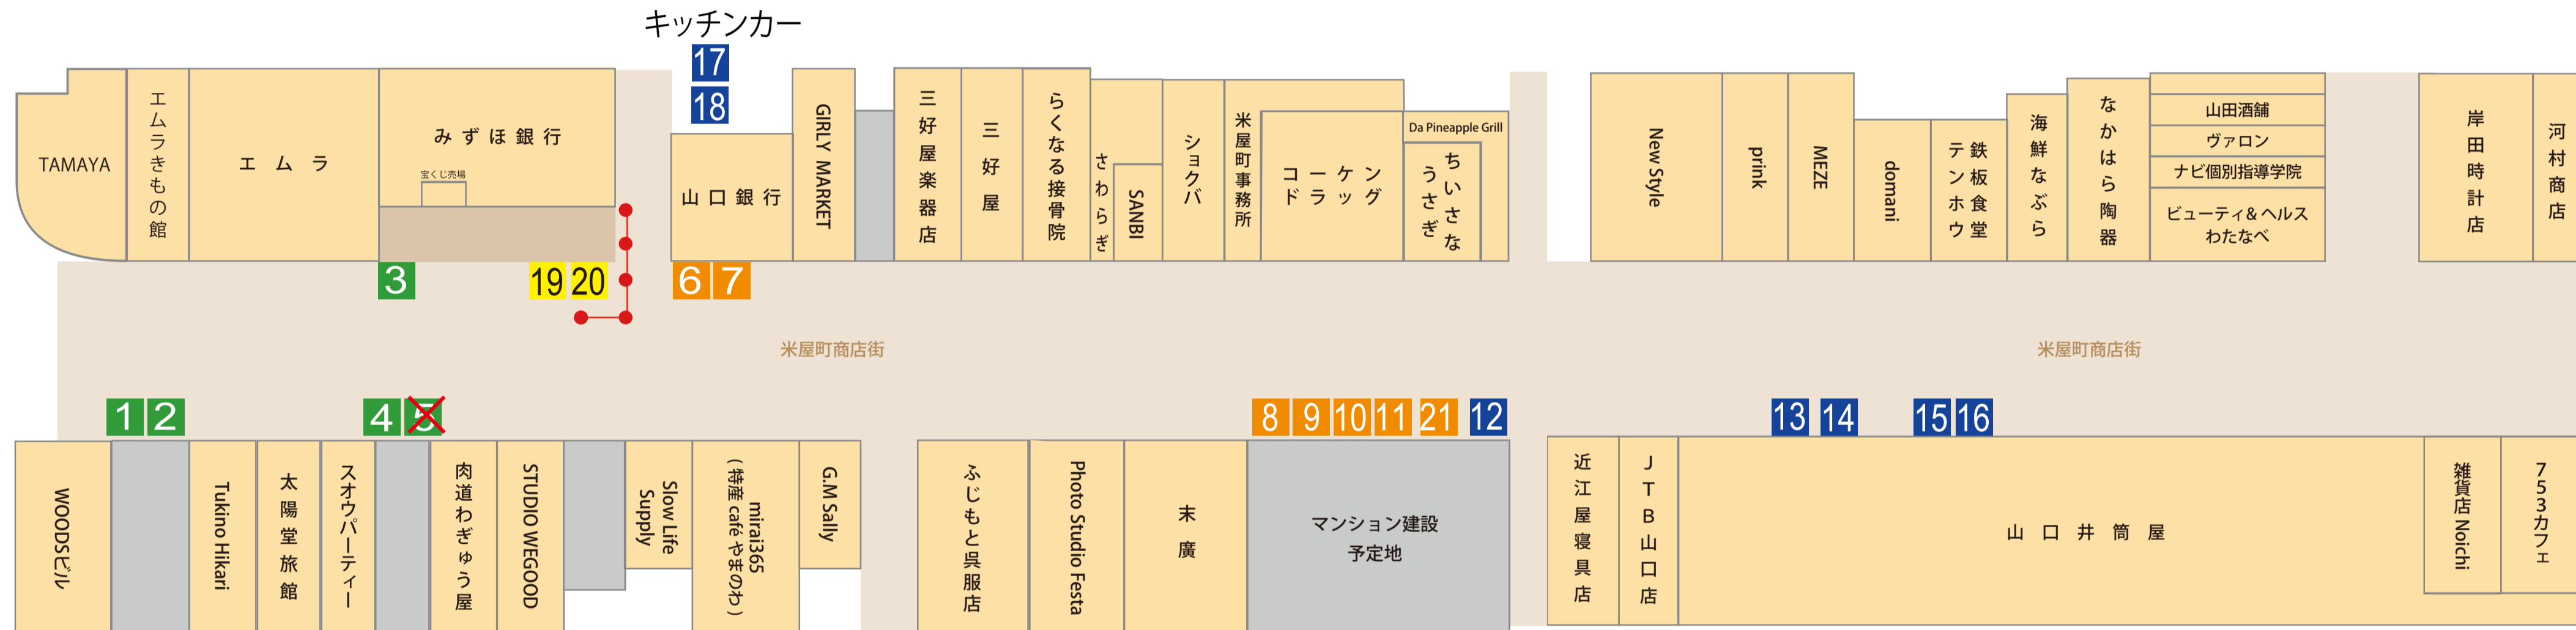 キッチンカー
17
18
TAMAYA
エムラきもの館
エムラ
みずほ銀行
宝くじ売場
山口銀行
GIRLY MARKET
三好屋楽器店
三好屋
らくなる接骨院
さわらぎ
SANBI
ショクバ
米屋町事務所
コーケン
ドラッグ
Da Pineapple Grill
ちいさな
うさぎ
New Style
prink
MEZE
domani
鉄板食堂
テンホウ
海鮮なぶら
なかはら陶器
山田酒舗
ヴァロン
ナビ個別指導学院
ビューティ&ヘルス
わたなべ
岸田時計店
河村商店
3
19
20
6
7
米屋町商店街
米屋町商店街
1
2
4
5
8
9
10
11
21
12
13
14
15
16
WOODSビル
Tukino Hikari
太陽堂旅館
スオウパーティー
肉道わぎゅう屋
STUDIO WEGOOD
Slow Life
Supply
mirai365
(特産 café やまのわ)
G.M Sally
ふじもと呉服店
Photo Studio Festa
末廣
マンション建設
予定地
近江屋寝具店
JTB山口店
山口井筒屋
雑貨店 Noichi
753カフェ